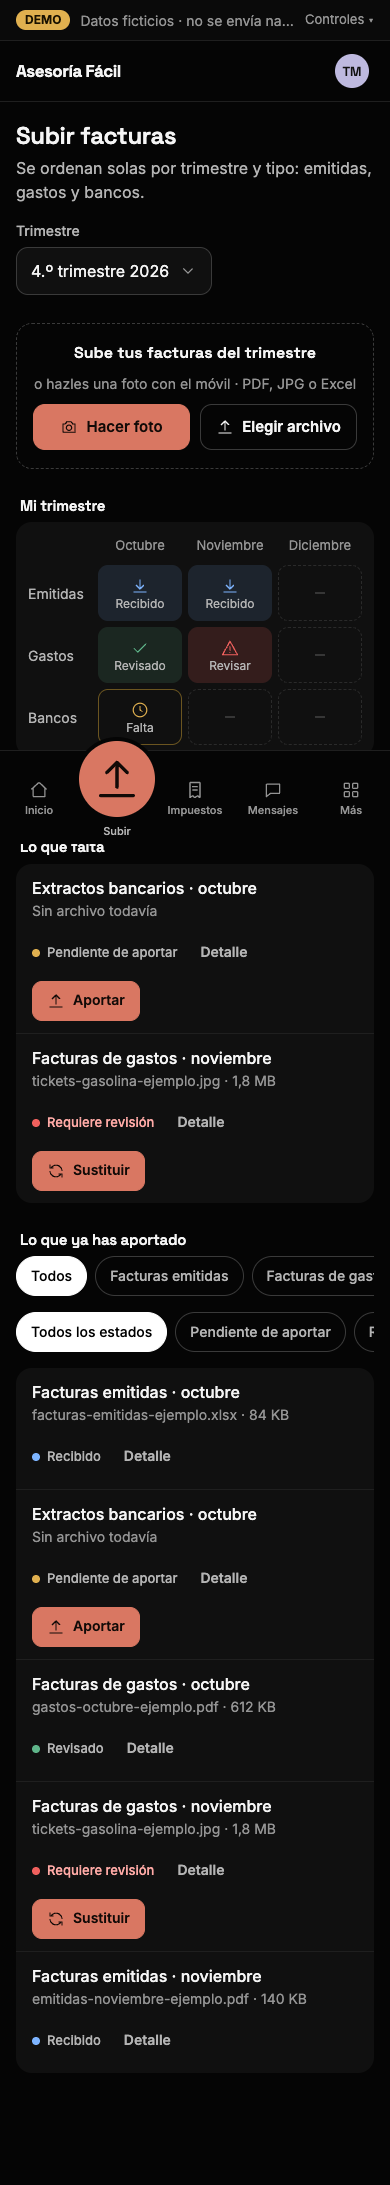 DEMO Datos ficticios · no se envía na... Controles
Asesoría Fácil TM
Subir facturas
Se ordenan solas por trimestre y tipo: emitidas,
gastos y bancos.
Trimestre
4.º trimestre 2026
Sube tus facturas del trimestre
o hazles una foto con el móvil · PDF, JPG o Excel
Hacer foto Elegir archivo
Mi trimestre
Octubre Noviembre Diciembre
Emitidas Recibido Recibido –
Gastos Revisado Revisar –
Bancos Falta – –
Inicio Subir Impuestos Mensajes Más
Lo que falta
Extractos bancarios · octubre
Sin archivo todavía
Pendiente de aportar Detalle
Aportar
Facturas de gastos · noviembre
tickets-gasolina-ejemplo.jpg · 1,8 MB
Requiere revisión Detalle
Sustituir
Lo que ya has aportado
Todos Facturas emitidas Facturas de gas
Todos los estados Pendiente de aportar
Facturas emitidas · octubre
facturas-emitidas-ejemplo.xlsx · 84 KB
Recibido Detalle
Extractos bancarios · octubre
Sin archivo todavía
Pendiente de aportar Detalle
Aportar
Facturas de gastos · octubre
gastos-octubre-ejemplo.pdf · 612 KB
Revisado Detalle
Facturas de gastos · noviembre
tickets-gasolina-ejemplo.jpg · 1,8 MB
Requiere revisión Detalle
Sustituir
Facturas emitidas · noviembre
emitidas-noviembre-ejemplo.pdf · 140 KB
Recibido Detalle